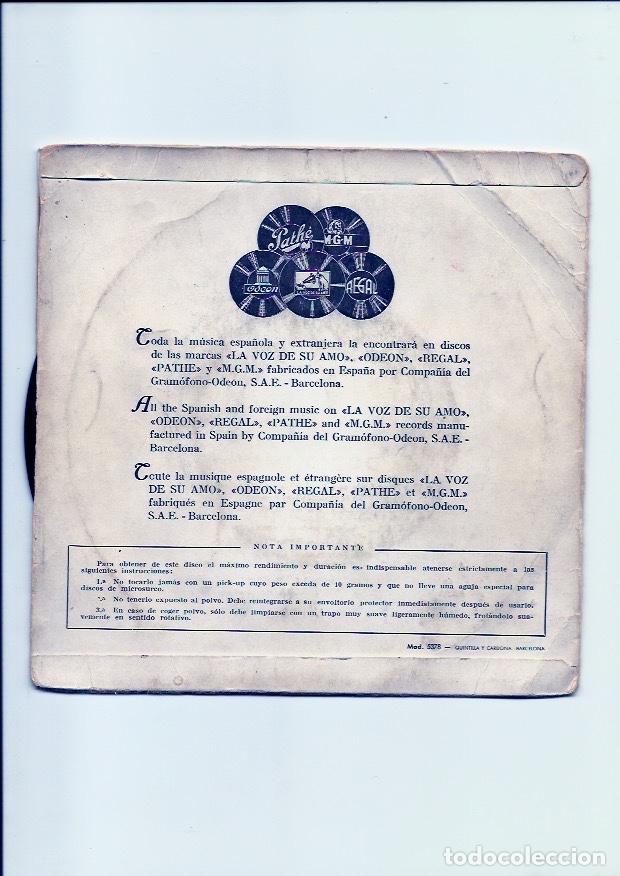 Pathé
M·G·M
Odeon
REGAL
Toda la música española y extranjera la encontrará en discos
de las marcas «LA VOZ DE SU AMO», «ODEON», «REGAL»,
«PATHE» y «M.G.M.» fabricados en España por Compañía del
Gramófono-Odeon, S.A.E. - Barcelona.
All the Spanish and foreign music on «LA VOZ DE SU AMO»,
«ODEON», «REGAL», «PATHE» and «M.G.M.» records manu-
factured in Spain by Compañía del Gramófono-Odeon, S.A.E. -
Barcelona.
Toute la musique espagnole et étrangère sur disques «LA VOZ
DE SU AMO», «ODEON», «REGAL», «PATHE» et «M.G.M.»
fabriqués en Espagne par Compañía del Gramófono-Odeon,
S.A.E. - Barcelona.
NOTA IMPORTANTE
Para obtener de este disco el máximo rendimiento y duración es indispensable atenerse estrictamente a las
siguientes instrucciones:
1.ª No tocarlo jamás con un pick-up cuyo peso exceda de 10 gramos y que no lleve una aguja especial para
discos de microsurco.
2.ª No tenerlo expuesto al polvo. Debe reintegrarse a su envoltorio protector inmediatamente después de usarlo.
3.ª En caso de coger polvo, sólo debe limpiarse con un trapo muy suave ligeramente húmedo, frotándolo sua-
vemente en sentido rotativo.
Mod. 5378 — QUINTILLA Y CARDONA. BARCELONA
todocoleccion
todocoleccion.net